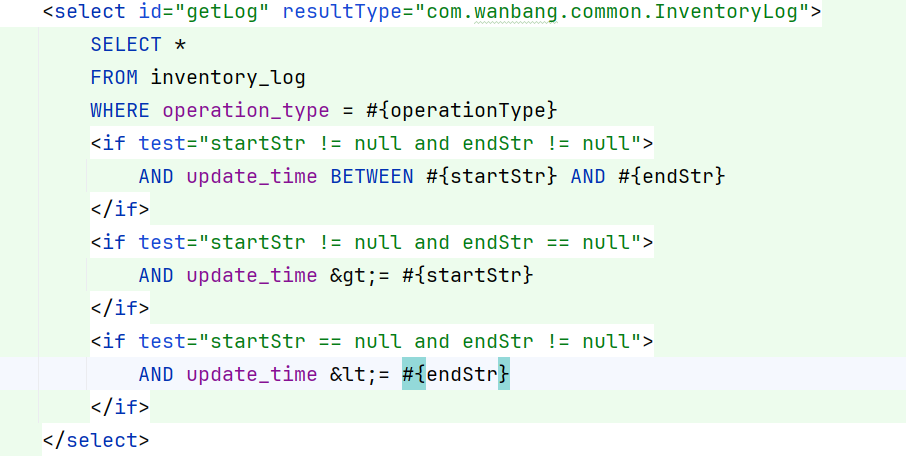 <select id="getLog" resultType="com.wanbang.common.InventoryLog">
SELECT *
FROM inventory_log
WHERE operation_type = #{operationType}
<if test="startStr != null and endStr != null">
AND update_time BETWEEN #{startStr} AND #{endStr}
</if>
<if test="startStr != null and endStr == null">
AND update_time &gt;= #{startStr}
</if>
<if test="startStr == null and endStr != null">
AND update_time &lt;= #{endStr}
</if>
</select>